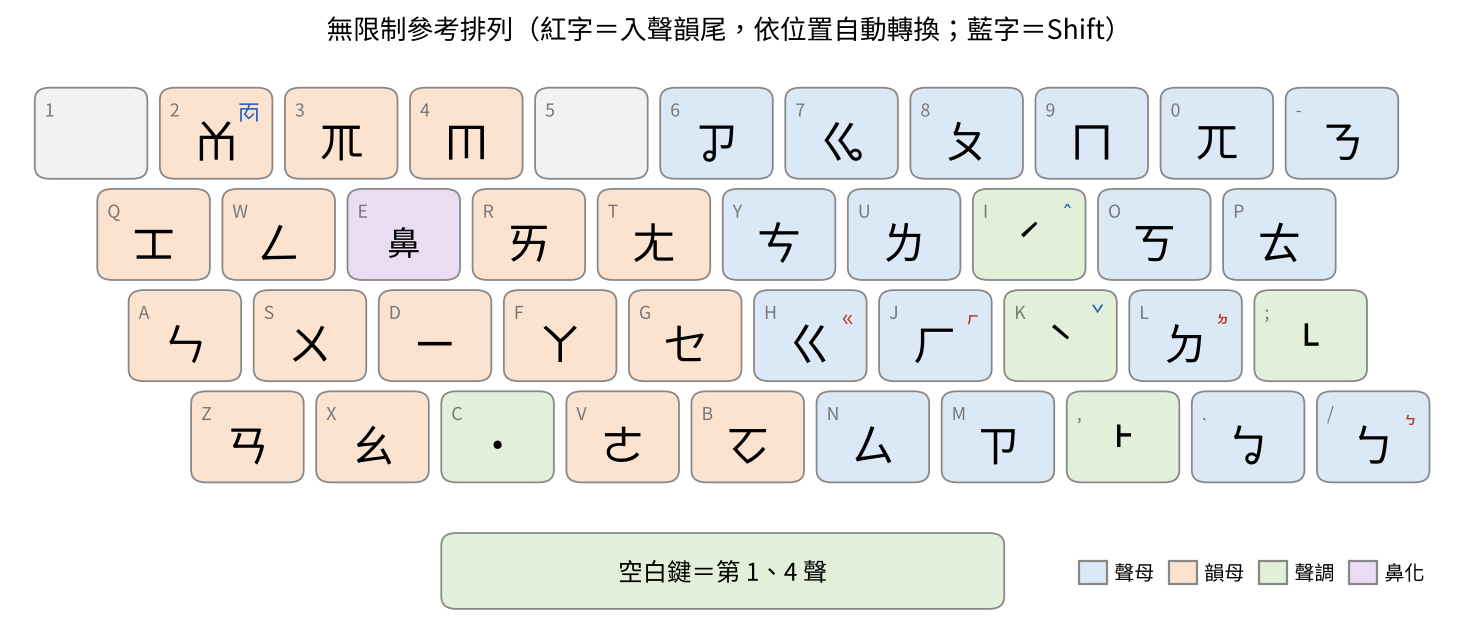 無限制參考排列（紅字＝入聲韻尾，依位置自動轉換；藍字＝Shift）
1 2 ㆯ 3 ㆮ 4 5 6 ㆡ 7 ㆣ 8 ㄆ 9 ㄇ 0 ㄫ - ㄋ
Q ㆲ W ㄥ E 鼻 R ㄞ T ㄤ Y ㄘ U ㄌ I ˊ ˆ O ㄎ P ㄊ
A ㄣ S ㄨ D ㄧ F ㄚ G ㄝ H ㄍ ㆶ J ㄏ ㆷ K ˋ ˇ L ㄉ ㆵ ; ˪
Z ㄢ X ㄠ C ˙ V ㄜ B ㄛ N ㄙ M ㄗ , ˫ . ㆠ / ㄅ ㆴ
空白鍵＝第 1、4 聲
聲母 韻母 聲調 鼻化